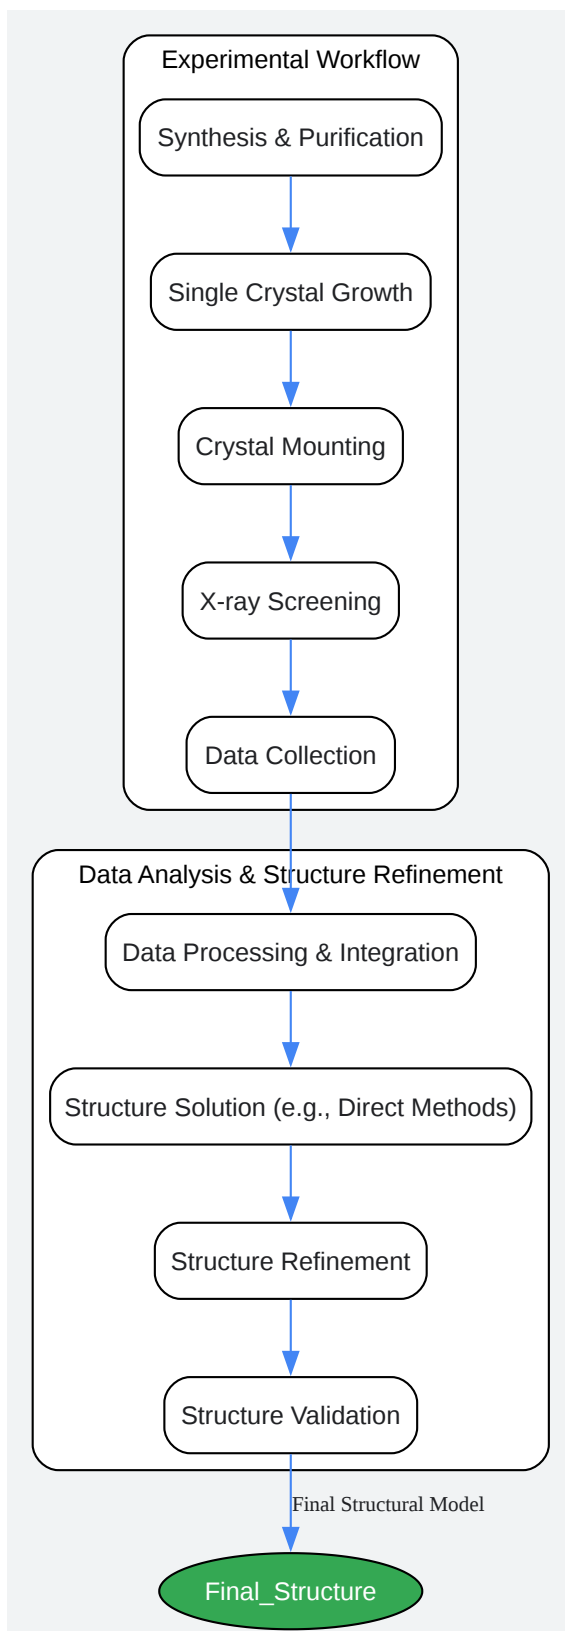 Experimental Workflow
Synthesis & Purification
Single Crystal Growth
Crystal Mounting
X-ray Screening
Data Collection
Data Analysis & Structure Refinement
Data Processing & Integration
Structure Solution (e.g., Direct Methods)
Structure Refinement
Structure Validation
Final Structural Model
Final_Structure